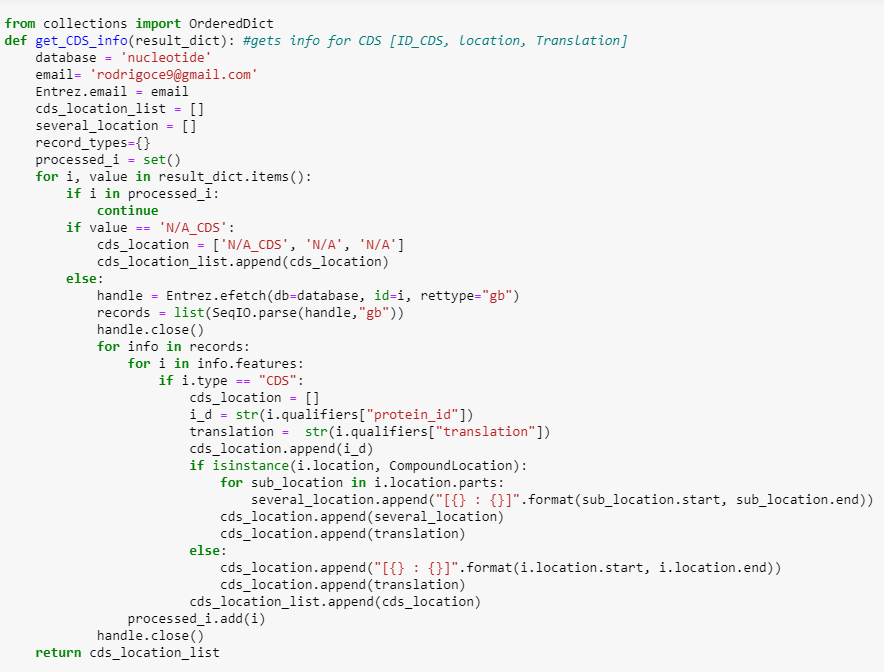 from collections import OrderedDict
def get_CDS_info(result_dict): #gets info for CDS [ID_CDS, Location, Translation]
    database = 'nucleotide'
    email= 'rodrigoce9@gmail.com'
    Entrez.email = email
    cds_location_list = []
    several_location = []
    record_types={}
    processed_i = set()
    for i, value in result_dict.items():
        if i in processed_i:
            continue
        if value == 'N/A_CDS':
            cds_location = ['N/A_CDS', 'N/A', 'N/A']
            cds_location_list.append(cds_location)
        else:
            handle = Entrez.efetch(db=database, id=i, rettype="gb")
            records = list(SeqIO.parse(handle,"gb"))
            handle.close()
            for info in records:
                for i in info.features:
                    if i.type == "CDS":
                        cds_location = []
                        i_d = str(i.qualifiers["protein_id"])
                        translation =  str(i.qualifiers["translation"])
                        cds_location.append(i_d)
                        if isinstance(i.location, CompoundLocation):
                            for sub_location in i.location.parts:
                                several_location.append("[{} : {}]".format(sub_location.start, sub_location.end))
                            cds_location.append(several_location)
                            cds_location.append(translation)
                        else:
                            cds_location.append("[{} : {}]".format(i.location.start, i.location.end))
                            cds_location.append(translation)
                        cds_location_list.append(cds_location)
                processed_i.add(i)
            handle.close()
    return cds_location_list